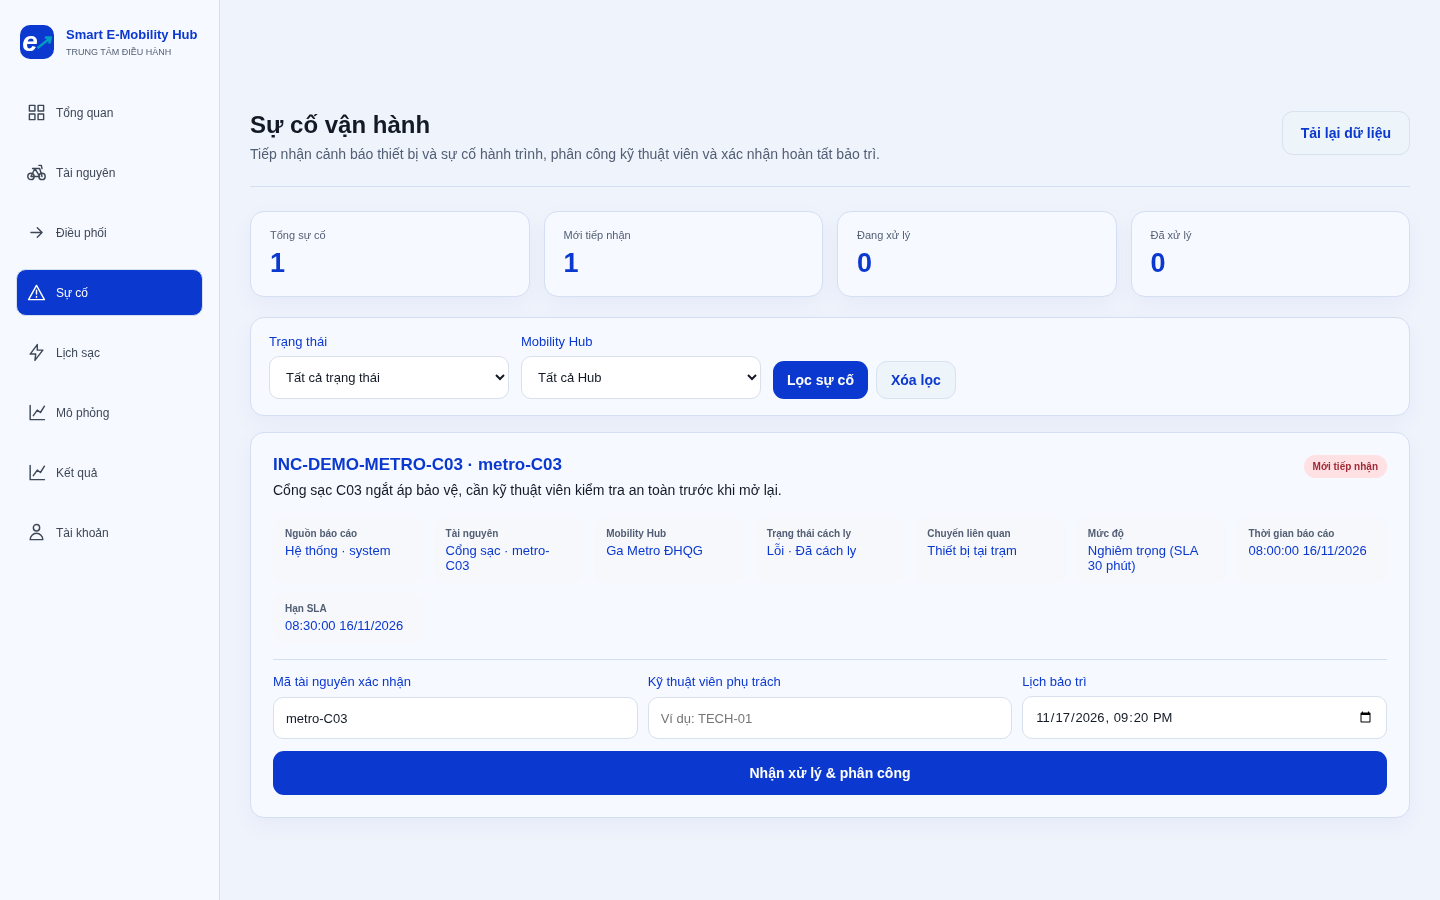 e
Smart E-Mobility Hub
TRUNG TÂM ĐIỀU HÀNH
Tổng quan
Tài nguyên
Điều phối
Sự cố
Lịch sạc
Mô phỏng
Kết quả
Tài khoản
Sự cố vận hành
Tiếp nhận cảnh báo thiết bị và sự cố hành trình, phân công kỹ thuật viên và xác nhận hoàn tất bảo trì.
Tải lại dữ liệu
Tổng sự cố
1
Mới tiếp nhận
1
Đang xử lý
0
Đã xử lý
0
Trạng thái
Tất cả trạng thái
Mobility Hub
Tất cả Hub
Lọc sự cố
Xóa lọc
INC-DEMO-METRO-C03 · metro-C03
Mới tiếp nhận
Cổng sạc C03 ngắt áp bảo vệ, cần kỹ thuật viên kiểm tra an toàn trước khi mở lại.
Nguồn báo cáo
Hệ thống · system
Tài nguyên
Cổng sạc · metro-
C03
Mobility Hub
Ga Metro ĐHQG
Trạng thái cách ly
Lỗi · Đã cách ly
Chuyến liên quan
Thiết bị tại trạm
Mức độ
Nghiêm trọng (SLA
30 phút)
Thời gian báo cáo
08:00:00 16/11/2026
Hạn SLA
08:30:00 16/11/2026
Mã tài nguyên xác nhận
metro-C03
Kỹ thuật viên phụ trách
Ví dụ: TECH-01
Lịch bảo trì
11/17/2026, 09:20 PM
Nhận xử lý & phân công